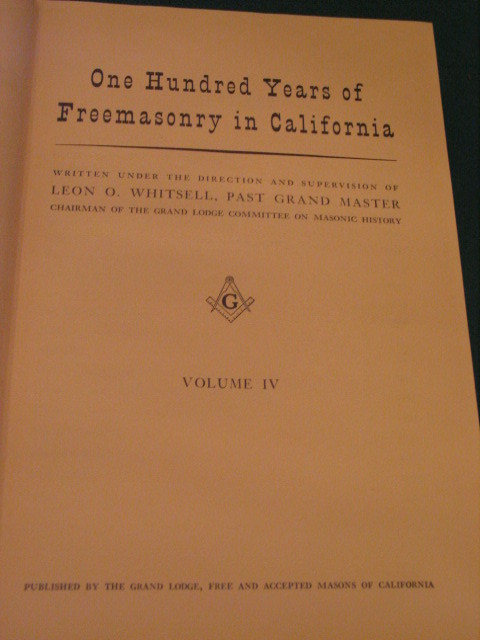 One Hundred Years of
Freemasonry in California
WRITTEN UNDER THE DIRECTION AND SUPERVISION OF
LEON O. WHITSELL, PAST GRAND MASTER
CHAIRMAN OF THE GRAND LODGE COMMITTEE ON MASONIC HISTORY
G
VOLUME IV
PUBLISHED BY THE GRAND LODGE, FREE AND ACCEPTED MASONS OF CALIFORNIA